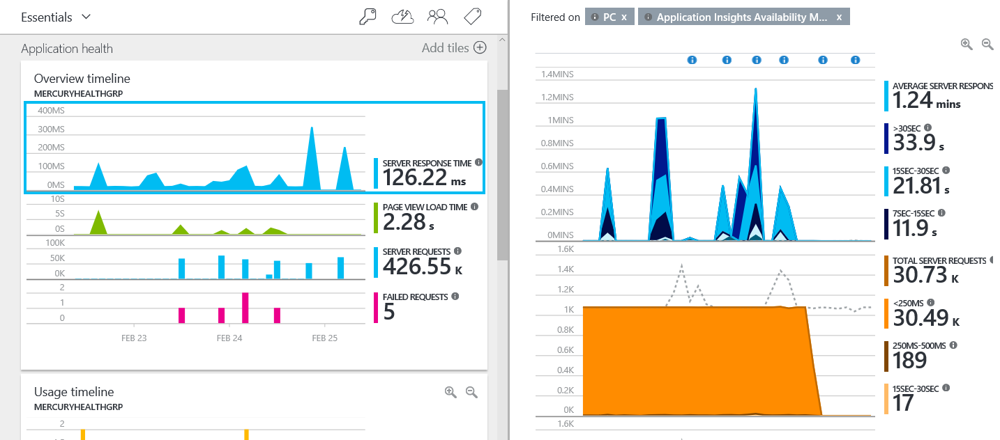 Essentials
Application health
Add tiles
Overview timeline
MERCURYHEALTHGRP
400MS
300MS
200MS
100MS
0MS
SERVER RESPONSE TIME
126.22 ms
10S
5S
0S
PAGE VIEW LOAD TIME
2.28 s
100K
50K
0K
SERVER REQUESTS
426.55 K
2
1
0
FAILED REQUESTS
5
FEB 23
FEB 24
FEB 25
Usage timeline
MERCURYHEALTHGRP
2
Filtered on
PC x
Application Insights Availability M... x
1.4MINS
1.2MINS
1MINS
0.8MINS
0.6MINS
0.4MINS
0.2MINS
0MINS
AVERAGE SERVER RESPONS
1.24 mins
>30SEC
33.9 s
15SEC-30SEC
21.81 s
7SEC-15SEC
11.9 s
1.6K
1.4K
1.2K
1K
0.8K
0.6K
0.4K
0.2K
0K
1.6K
TOTAL SERVER REQUESTS
30.73 K
<250MS
30.49 K
250MS-500MS
189
15SEC-30SEC
17